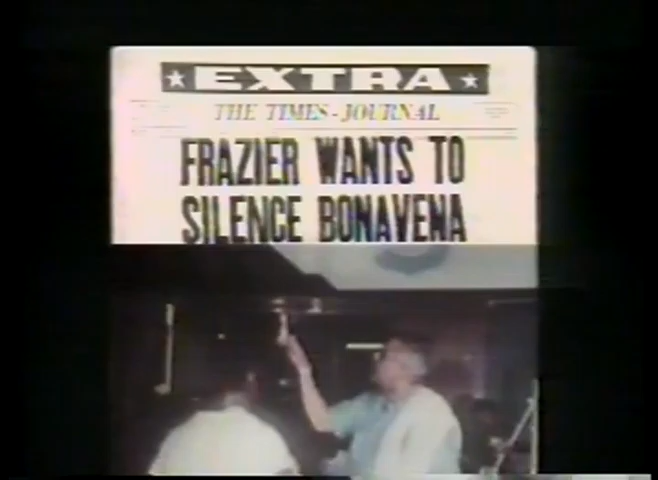 EXTRA
THE TIMES-JOURNAL
FRAZIER WANTS TO
SILENCE BONAVENA